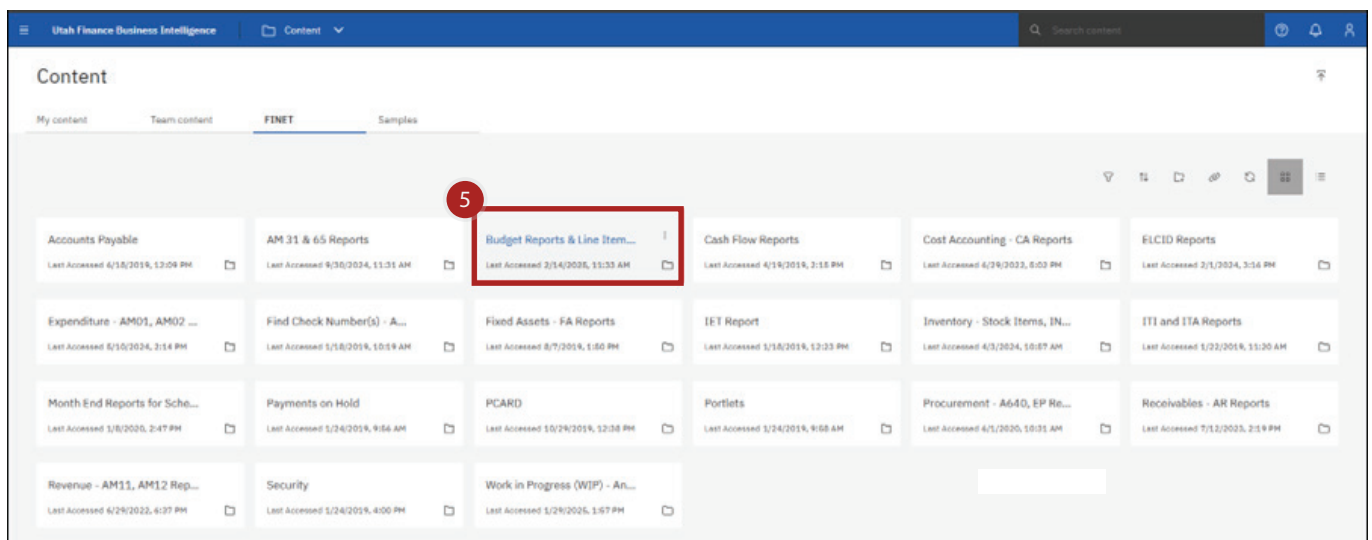 Utah Finance Business Intelligence
Content
Search content
Content
My content
Team content
FINET
Samples
5
Accounts Payable
Last Accessed 6/18/2019, 12:09 PM
AM 31 & 65 Reports
Last Accessed 9/30/2024, 11:31 AM
Budget Reports & Line Item...
Last Accessed 2/14/2025, 11:33 AM
Cash Flow Reports
Last Accessed 4/19/2019, 2:15 PM
Cost Accounting - CA Reports
Last Accessed 6/29/2022, 5:02 PM
ELCID Reports
Last Accessed 2/1/2024, 3:16 PM
Expenditure - AM01, AM02 ...
Last Accessed 5/10/2024, 2:14 PM
Find Check Number(s) - A...
Last Accessed 1/18/2019, 10:19 AM
Fixed Assets - FA Reports
Last Accessed 8/7/2019, 1:50 PM
IET Report
Last Accessed 1/18/2019, 12:33 PM
Inventory - Stock Items, IN...
Last Accessed 4/3/2024, 10:57 AM
ITI and ITA Reports
Last Accessed 1/22/2019, 11:20 AM
Month End Reports for Sche...
Last Accessed 1/8/2020, 2:47 PM
Payments on Hold
Last Accessed 1/24/2019, 9:56 AM
PCARD
Last Accessed 10/29/2019, 12:38 PM
Portlets
Last Accessed 1/24/2019, 9:58 AM
Procurement - A640, EP Re...
Last Accessed 6/1/2020, 10:31 AM
Receivables - AR Reports
Last Accessed 7/12/2023, 2:19 PM
Revenue - AM11, AM12 Rep...
Last Accessed 6/29/2022, 6:37 PM
Security
Last Accessed 1/24/2019, 4:00 PM
Work in Progress (WIP) - An...
Last Accessed 1/29/2025, 1:57 PM